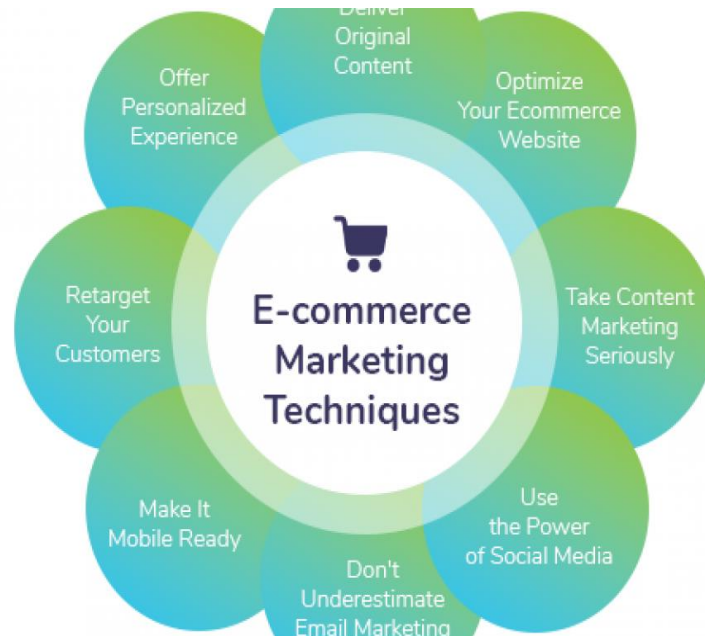 Deliver
Original
Content
Optimize
Your Ecommerce
Website
Take Content
Marketing
Seriously
Use
the Power
of Social Media
Don't
Underestimate
Email Marketing
Make It
Mobile Ready
Retarget
Your
Customers
Offer
Personalized
Experience
E-commerce
Marketing
Techniques